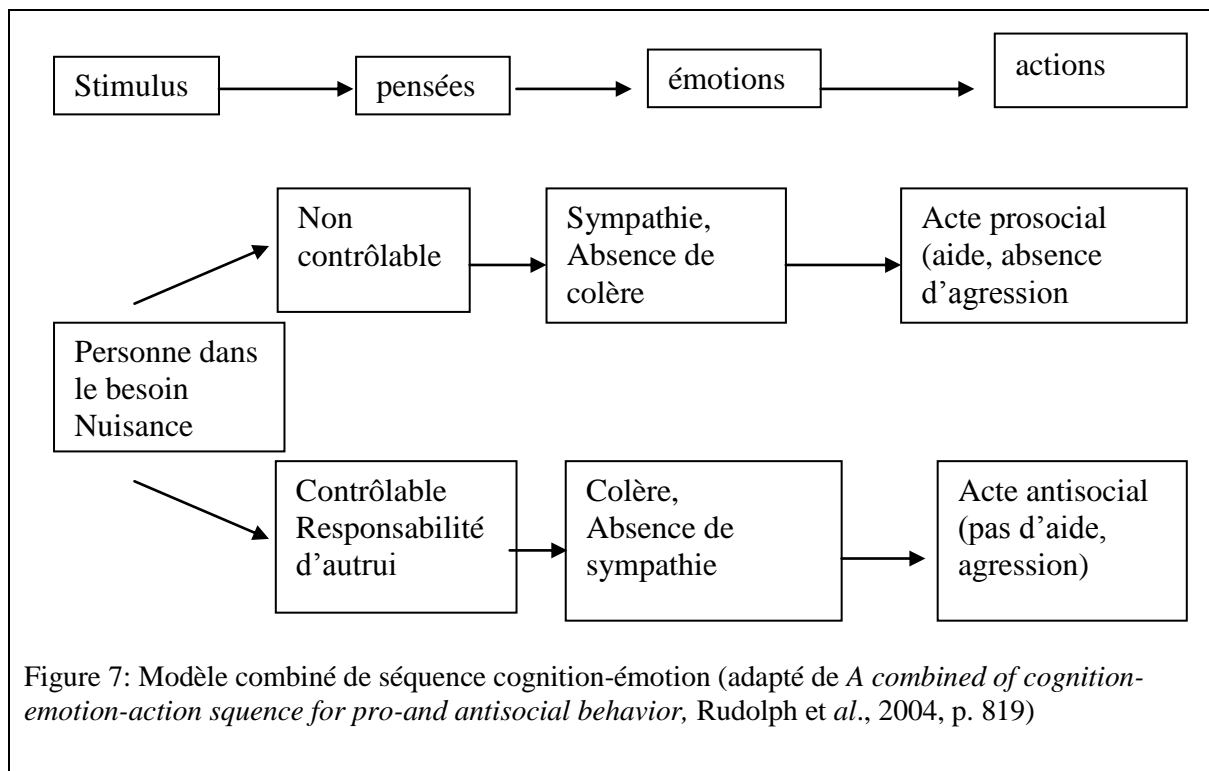 Stimulus
pensées
émotions
actions
Non
contrôlable
Sympathie,
Absence de
colère
Acte prosocial
(aide, absence
d’agression
Personne dans
le besoin
Nuisance
Contrôlable
Responsabilité
d’autrui
Colère,
Absence de
sympathie
Acte antisocial
(pas d’aide,
agression)
Figure 7: Modèle combiné de séquence cognition-émotion (adapté de A combined of cognition-
emotion-action squence for pro-and antisocial behavior, Rudolph et al., 2004, p. 819)